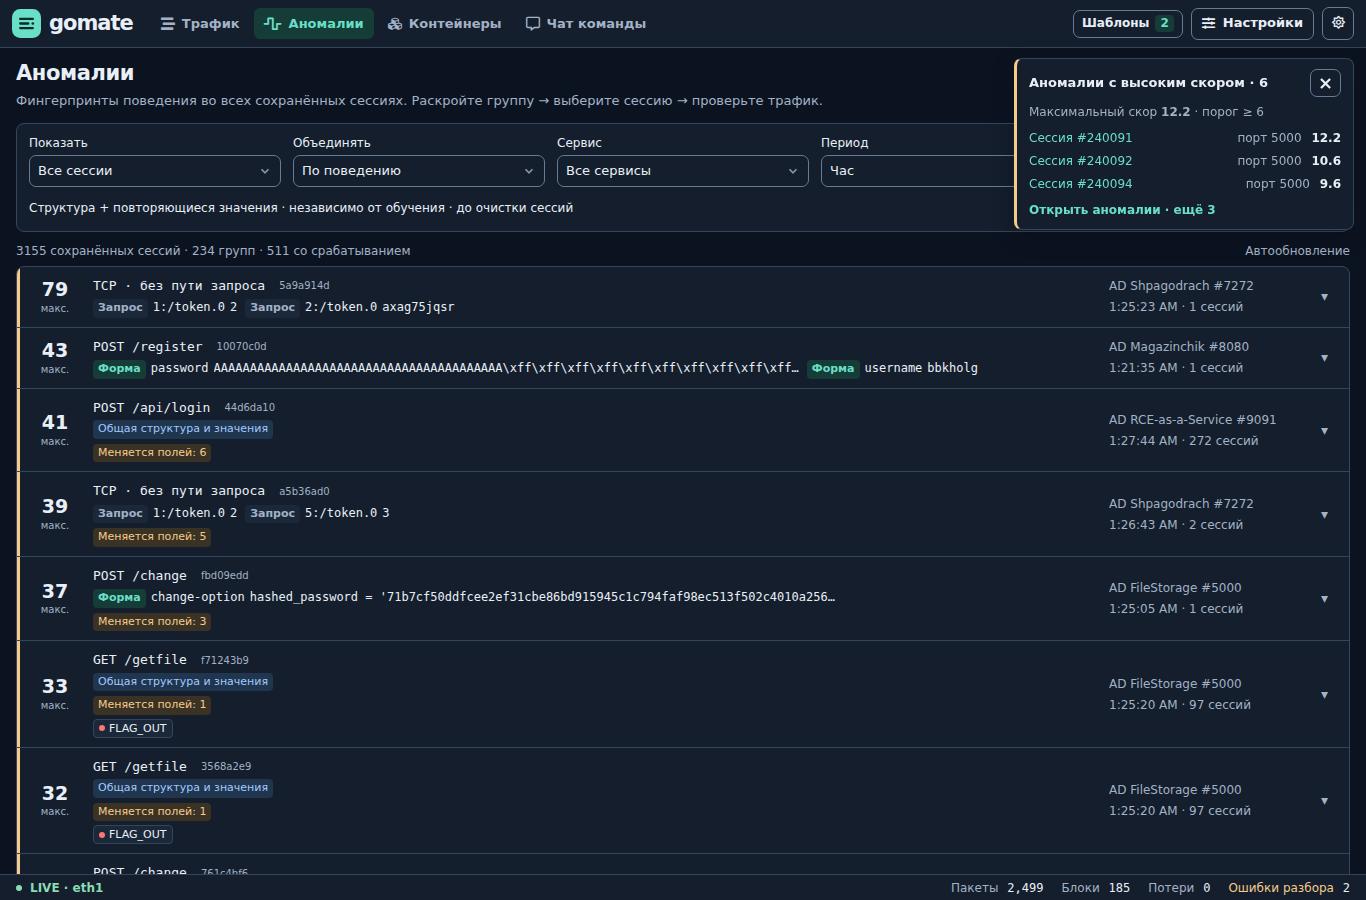 gomate Трафик Аномалии Контейнеры Чат команды Шаблоны 2 Настройки
Аномалии
Фингерпринты поведения во всех сохранённых сессиях. Раскройте группу → выберите сессию → проверьте трафик.
Показать Объединять Сервис Период
Все сессии По поведению Все сервисы Час
Структура + повторяющиеся значения · независимо от обучения · до очистки сессий
Аномалии с высоким скором · 6
Максимальный скор 12.2 · порог ≥ 6
Сессия #240091 порт 5000 12.2
Сессия #240092 порт 5000 10.6
Сессия #240094 порт 5000 9.6
Открыть аномалии · ещё 3
3155 сохранённых сессий · 234 групп · 511 со срабатыванием Автообновление
79 макс.
TCP · без пути запроса 5a9a914d
Запрос 1:/token.0 2 Запрос 2:/token.0 axag75jqsr
AD Shpagodrach #7272
1:25:23 AM · 1 сессий
43 макс.
POST /register 10070c0d
Форма password AAAAAAAAAAAAAAAAAAAAAAAAAAAAAAAAAAAAAAAA\xff\xff\xff\xff\xff\xff\xff\xff\xff\xff… Форма username bbkholg
AD Magazinchik #8080
1:21:35 AM · 1 сессий
41 макс.
POST /api/login 44d6da10
Общая структура и значения
Меняется полей: 6
AD RCE-as-a-Service #9091
1:27:44 AM · 272 сессий
39 макс.
TCP · без пути запроса a5b36ad0
Запрос 1:/token.0 2 Запрос 5:/token.0 3
Меняется полей: 5
AD Shpagodrach #7272
1:26:43 AM · 2 сессий
37 макс.
POST /change fbd09edd
Форма change-option hashed_password = '71b7cf50ddfcee2ef31cbe86bd915945c1c794faf98ec513f502c4010a256…
Меняется полей: 3
AD FileStorage #5000
1:25:05 AM · 1 сессий
33 макс.
GET /getfile f71243b9
Общая структура и значения
Меняется полей: 1
FLAG_OUT
AD FileStorage #5000
1:25:20 AM · 97 сессий
32 макс.
GET /getfile 3568a2e9
Общая структура и значения
Меняется полей: 1
FLAG_OUT
AD FileStorage #5000
1:25:20 AM · 97 сессий
POST /change 761c4bf6
LIVE · eth1 Пакеты 2,499 Блоки 185 Потери 0 Ошибки разбора 2